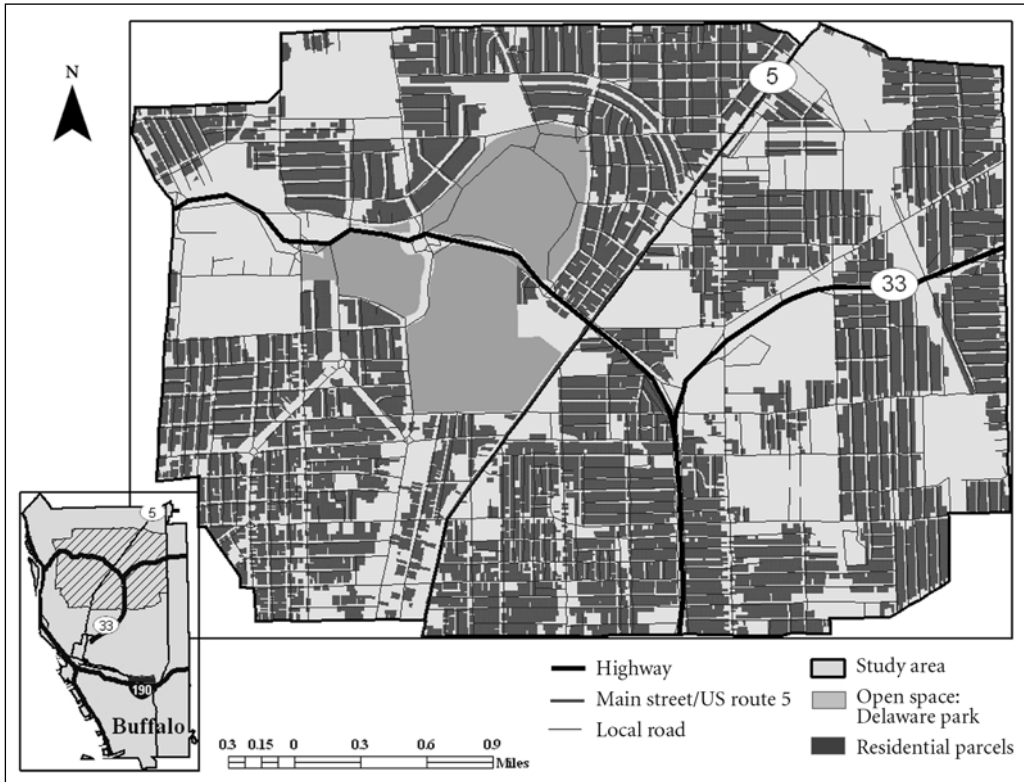 N
5
33
5
33
190
Buffalo
Highway
Main street/US route 5
Local road
Study area
Open space:
Delaware park
Residential parcels
0.3 0.15 0 0.3 0.6 0.9
Miles